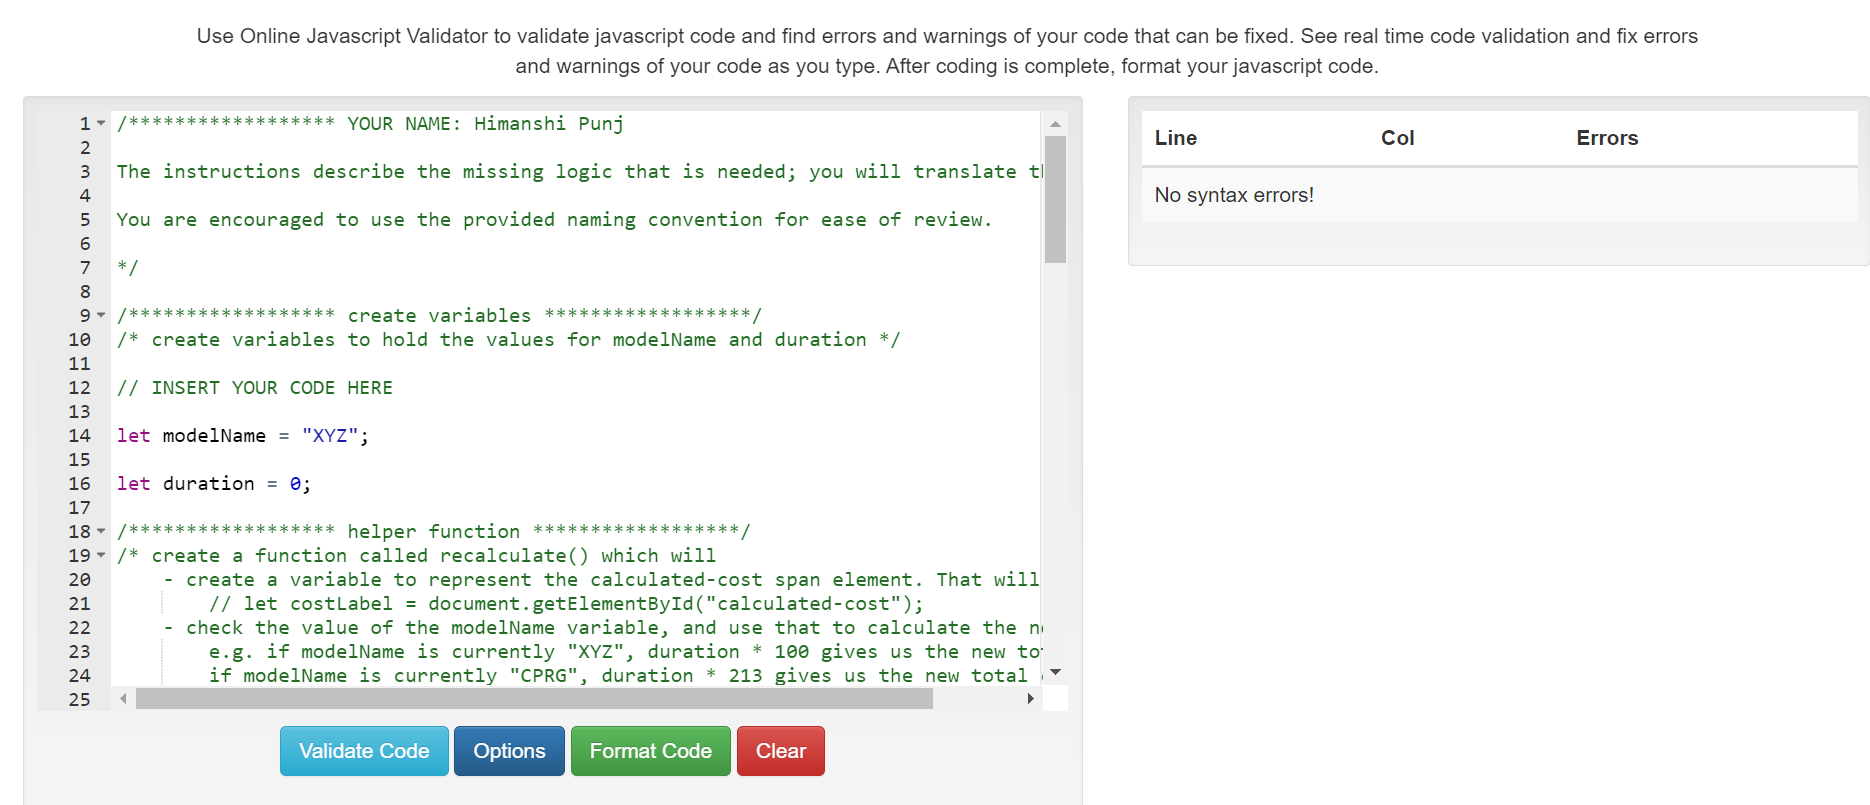 Use Online Javascript Validator to validate javascript code and find errors and warnings of your code that can be fixed. See real time code validation and fix errors
and warnings of your code as you type. After coding is complete, format your javascript code.
1 /****************** YOUR NAME: Himanshi Punj
2
3 The instructions describe the missing logic that is needed; you will translate
4
5 You are encouraged to use the provided naming convention for ease of review.
6
7 */
8
9 /****************** create variables ******************/
10 /* create variables to hold the values for modelName and duration */
11
12 // INSERT YOUR CODE HERE
13
14 let modelName = "XYZ";
15
16 let duration = 0;
17
18 /****************** helper function ******************/
19 /* create a function called recalculate() which will
20 - create a variable to represent the calculated-cost span element. That will
21 // let costLabel = document.getElementById("calculated-cost");
22 - check the value of the modelName variable, and use that to calculate the
23 e.g. if modelName is currently "XYZ", duration * 100 gives us the new
24 if modelName is currently "CPRG", duration * 213 gives us the new total
25
Validate Code Options Format Code Clear
Line Col Errors
No syntax errors!